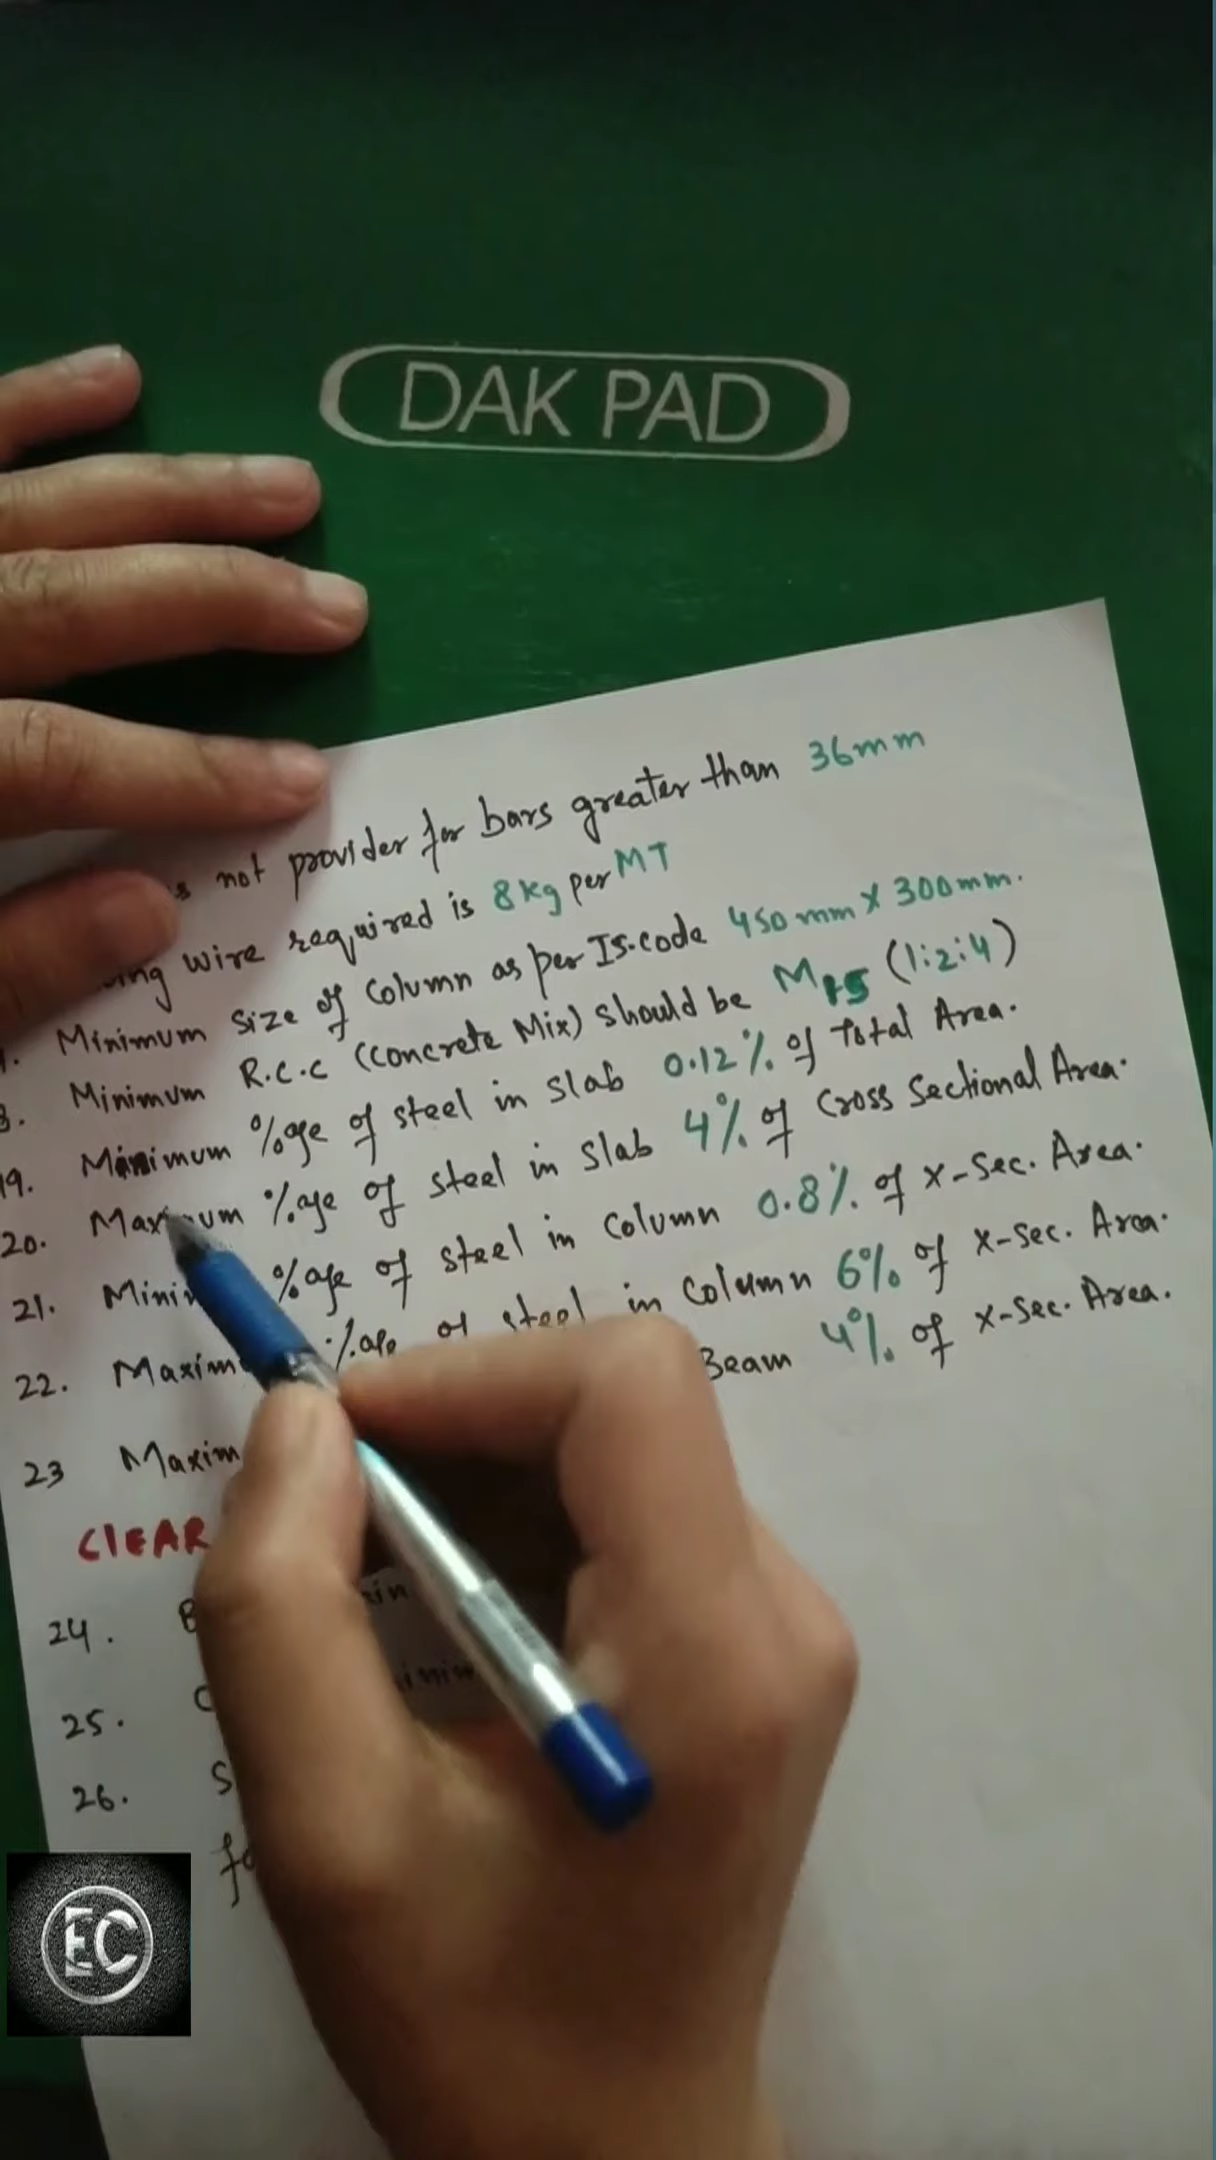 DAK PAD
not provider for bars greater than 36mm
wire required is 8kg per MT
Minimum size of Column as per IS.code 450mm X 300mm.
Minimum R.C.C (Concrete Mix) should be M15 (1:2:4)
19. Minimum %age of steel in slab 0.12% of Total Area.
20. Maximum %age of steel in slab 4% of Cross Sectional Area.
21. %age of steel in Column 0.8% of x-Sec. Area.
22. %age of steel in Column 6% of x-Sec. Area.
23 Beam 4% of x-Sec. Area.
CLEAR
24.
25.
26.
EC